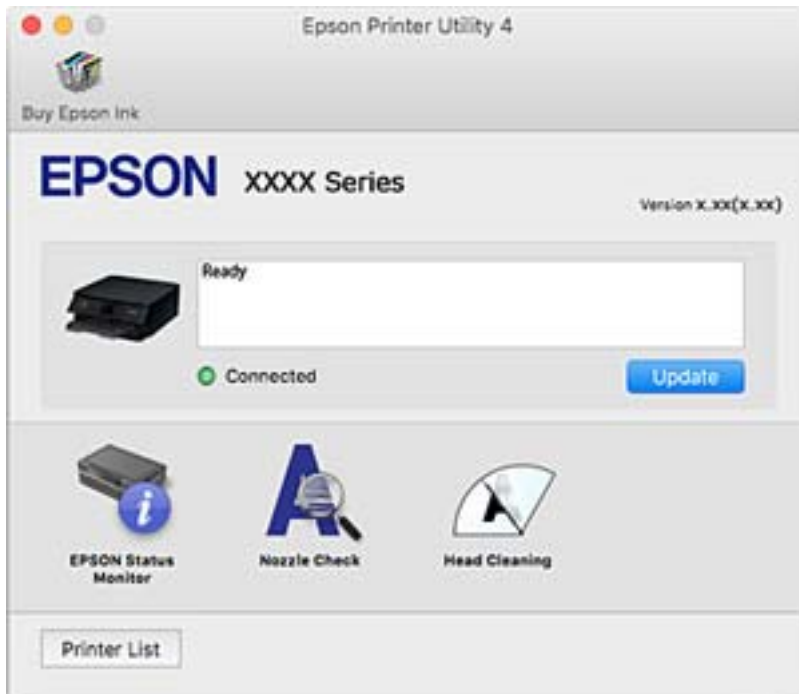 Epson Printer Utility 4
Buy Epson Ink
EPSON XXXX Series
Version X.XX(X.XX)
Ready
Connected
Update
EPSON Status
Monitor
Nozzle Check
Head Cleaning
Printer List